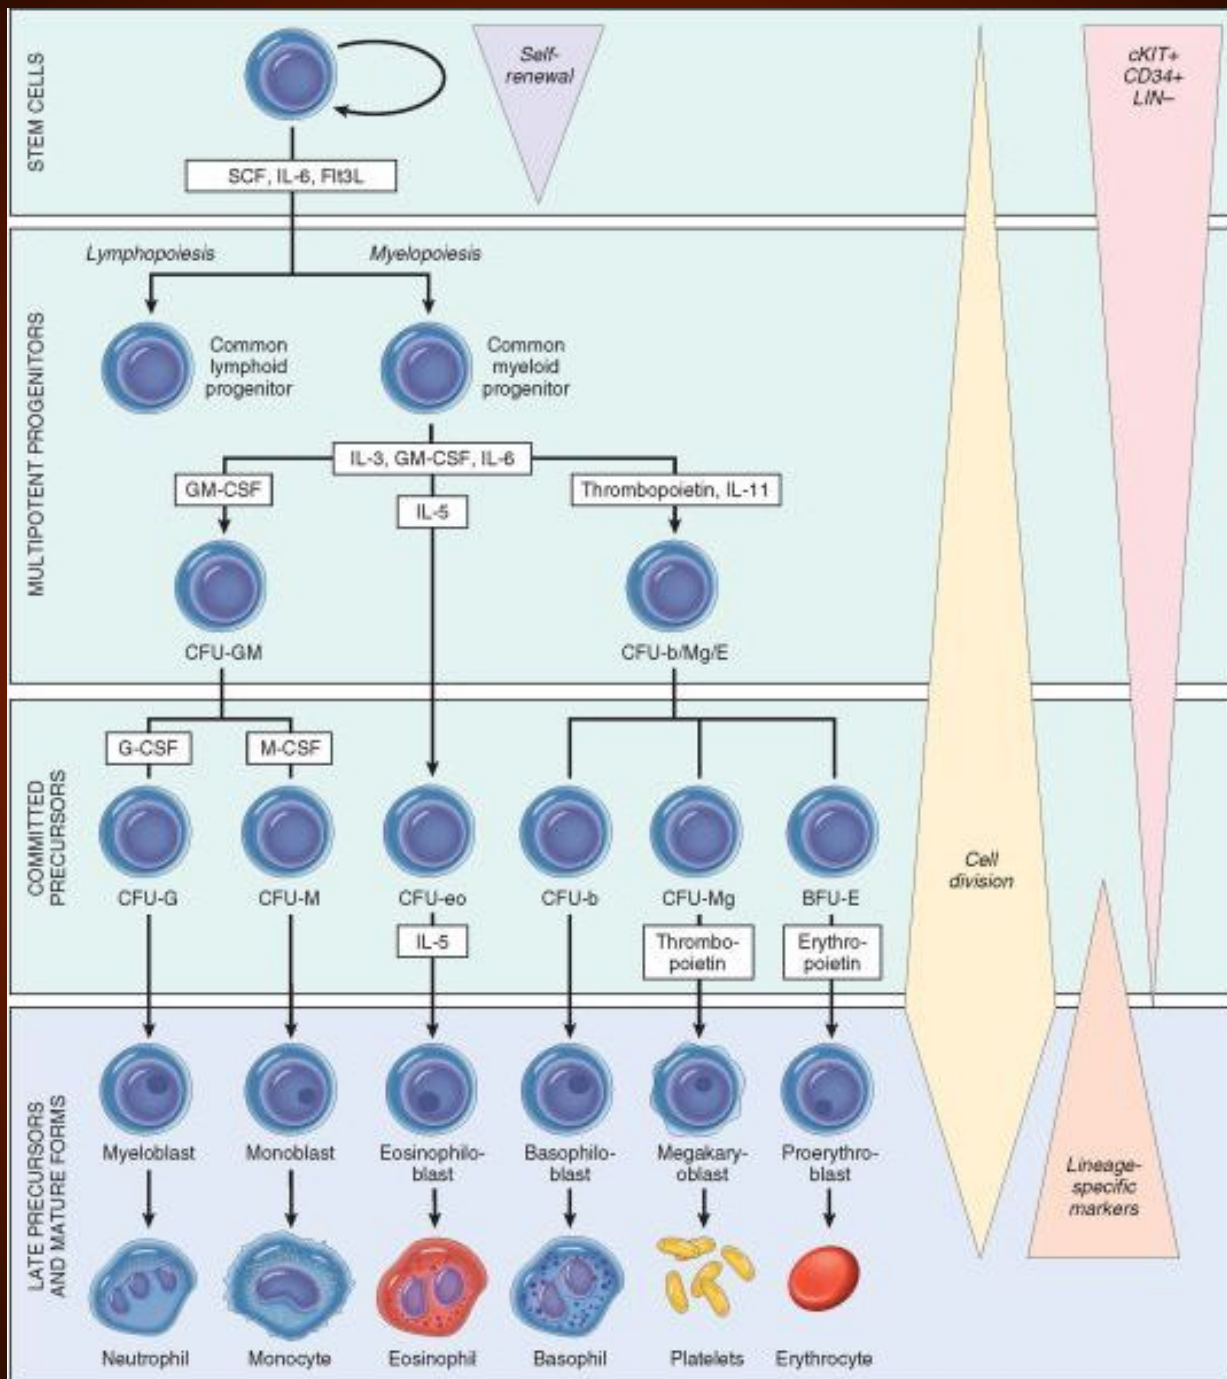 STEM CELLS
Self-
renewal
cKIT+
CD34+
LIN–
SCF, IL-6, Flt3L
MULTIPOTENT PROGENITORS
Lymphopoiesis
Myelopoiesis
Common
lymphoid
progenitor
Common
myeloid
progenitor
IL-3, GM-CSF, IL-6
GM-CSF
IL-5
Thrombopoietin, IL-11
CFU-GM
CFU-b/Mg/E
COMMITTED
PRECURSORS
G-CSF
M-CSF
CFU-G
CFU-M
CFU-eo
CFU-b
CFU-Mg
BFU-E
IL-5
Thrombo-
poietin
Erythro-
poietin
Cell
division
LATE PRECURSORS
AND MATURE FORMS
Myeloblast
Monoblast
Eosinophilo-
blast
Basophilo-
blast
Megakary-
oblast
Proerythro-
blast
Lineage-
specific
markers
Neutrophil
Monocyte
Eosinophil
Basophil
Platelets
Erythrocyte